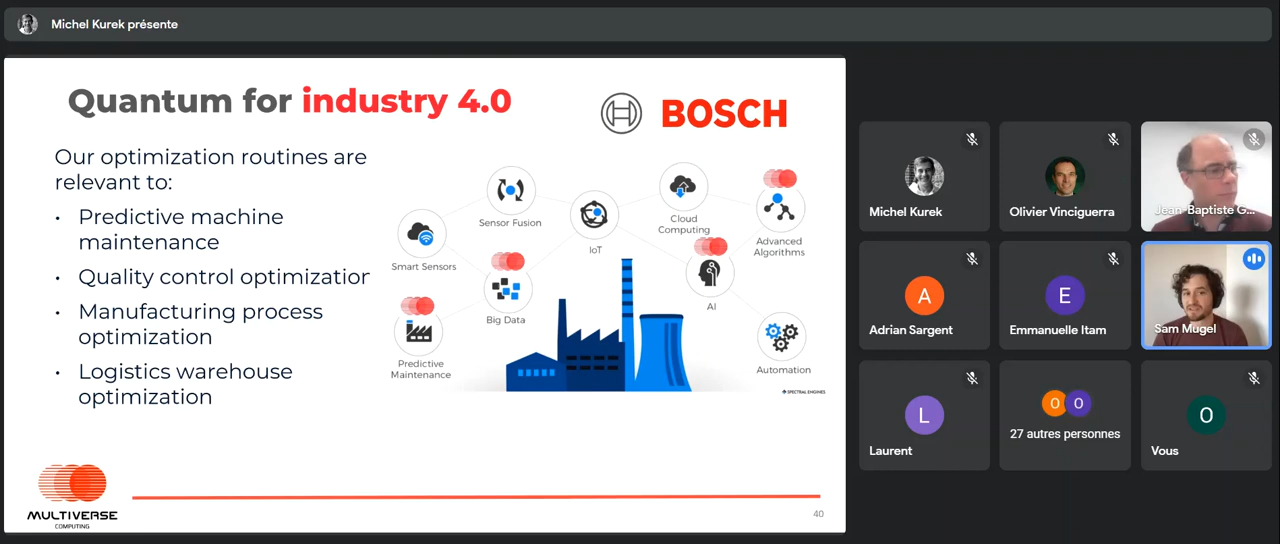 Michel Kurek présente
Quantum for industry 4.0
BOSCH
Our optimization routines are
relevant to:
• Predictive machine
maintenance
• Quality control optimization
• Manufacturing process
optimization
• Logistics warehouse
optimization
Sensor Fusion
Smart Sensors
IoT
Cloud
Computing
Advanced
Algorithms
Big Data
AI
Predictive
Maintenance
Automation
SPECTRAL ENGINES
MULTIVERSE
COMPUTING
40
Michel Kurek
Olivier Vinciguerra
Jean-Baptiste G...
A
Adrian Sargent
E
Emmanuelle Itam
Sam Mugel
L
Laurent
O O
27 autres personnes
O
Vous